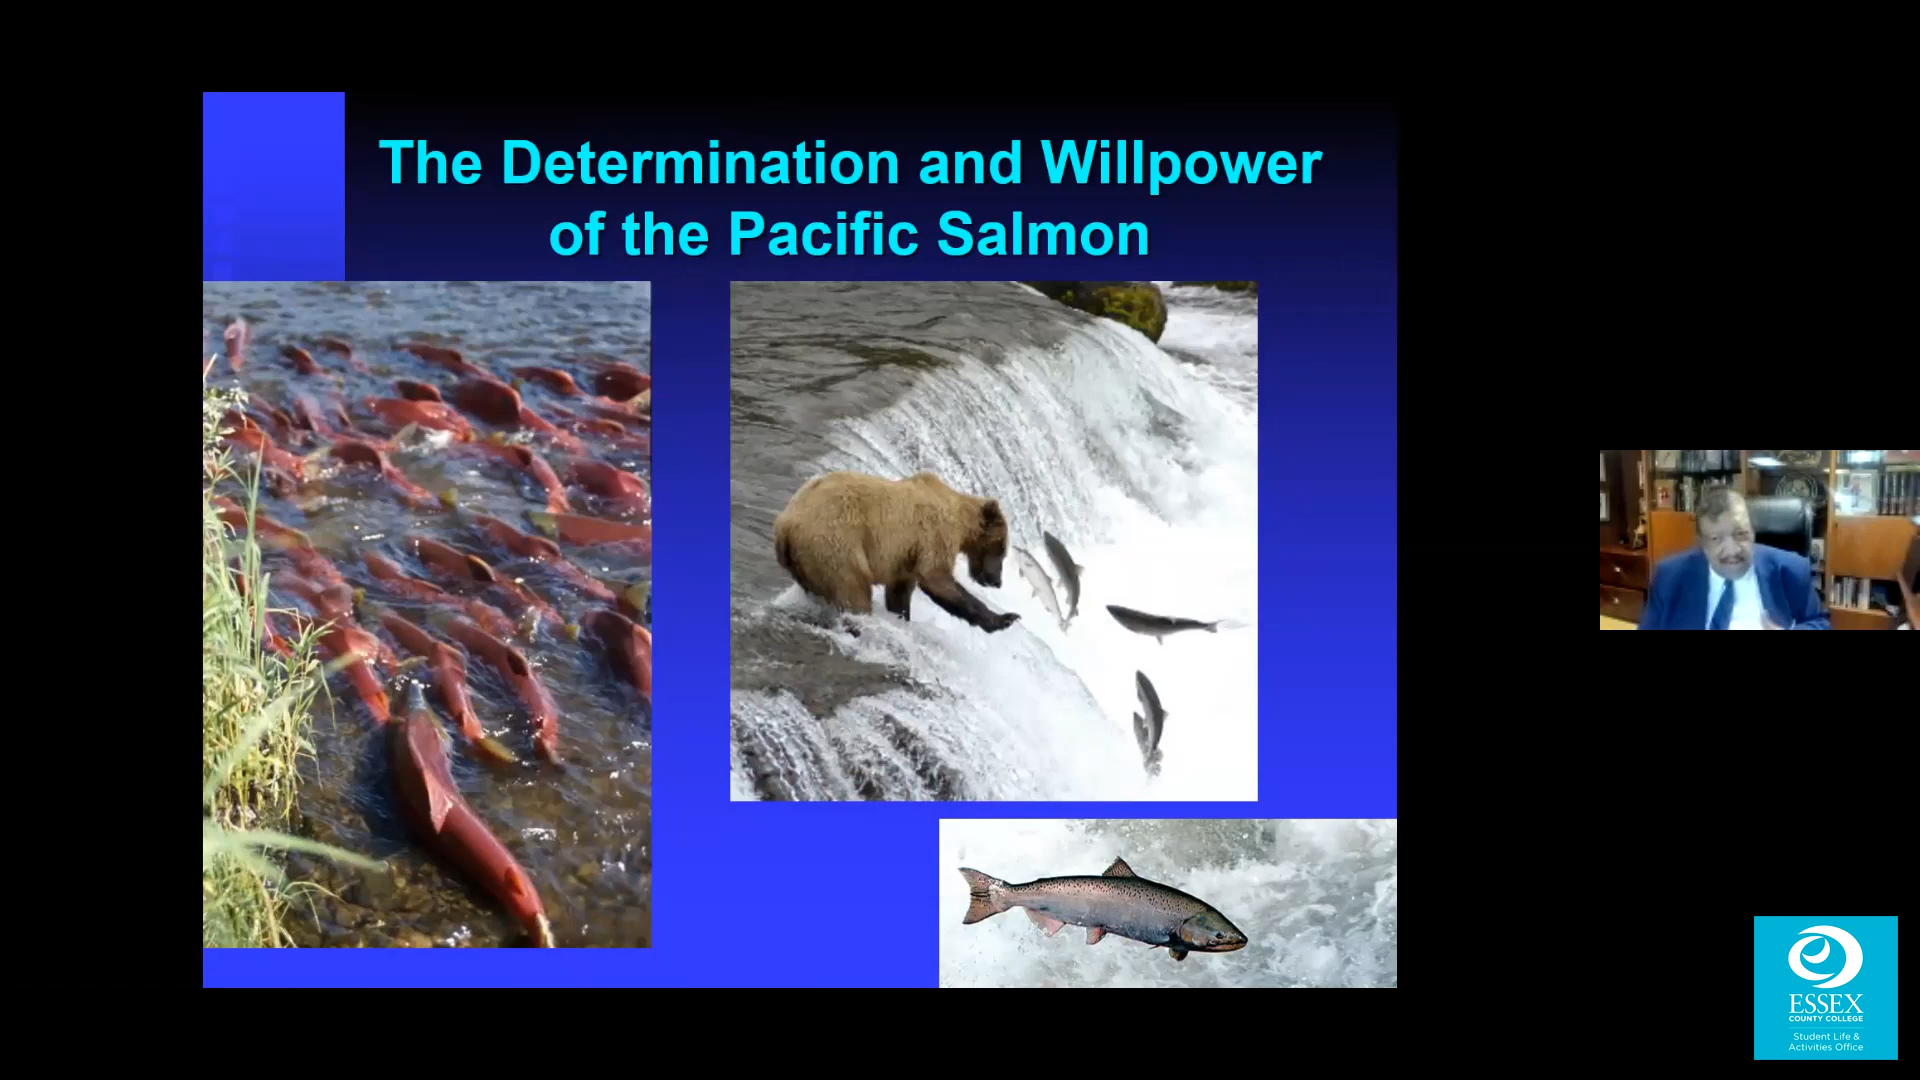 The Determination and Willpower
of the Pacific Salmon
ESSEX
COUNTY COLLEGE
Student Life &
Activities Office